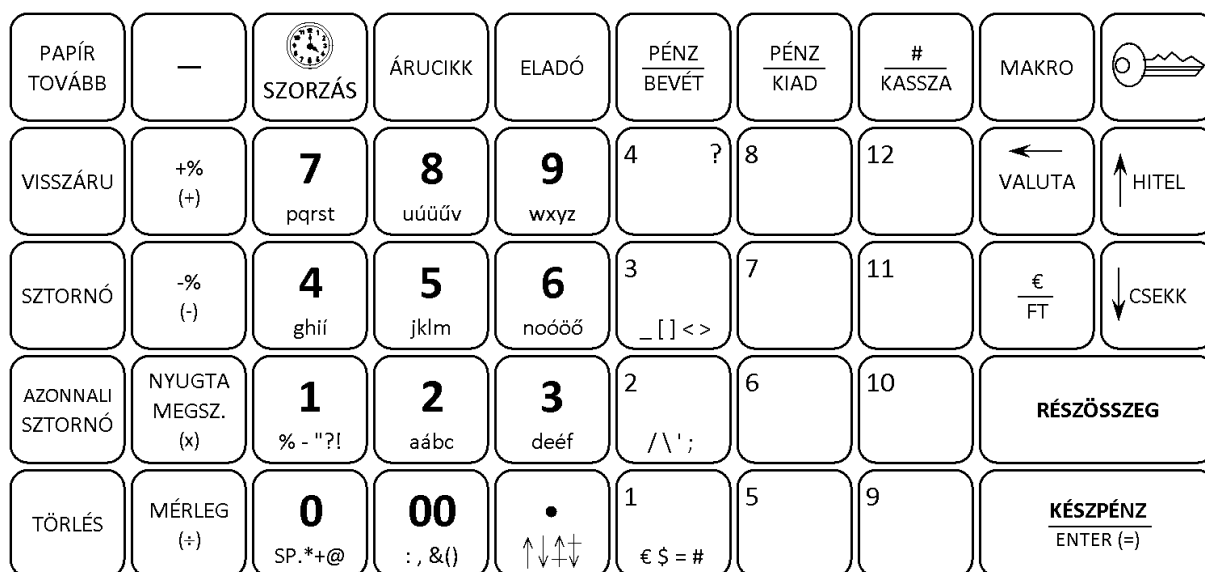 PAPÍR
TOVÁBB
—
SZORZÁS
ÁRUCIKK
ELADÓ
PÉNZ
BEVÉT
PÉNZ
KIAD
#
KASSZA
MAKRO
VISSZÁRU
+%
(+)
7
pqrst
8
uúüűv
9
wxyz
4 ?
8
12
←
VALUTA
↑ HITEL
SZTORNÓ
-%
(-)
4
ghií
5
jklm
6
noóöő
3
_ [ ] < >
7
11
€
FT
↓ CSEKK
AZONNALI
SZTORNÓ
NYUGTA
MEGSZ.
(x)
1
% - "?!
2
aábc
3
deéf
2
/ \ ' ;
6
10
RÉSZÖSSZEG
TÖRLÉS
MÉRLEG
(÷)
0
SP.*+@
00
: , &()
•
↑↓⇞⇟
1
€ $ = #
5
9
KÉSZPÉNZ
ENTER (=)